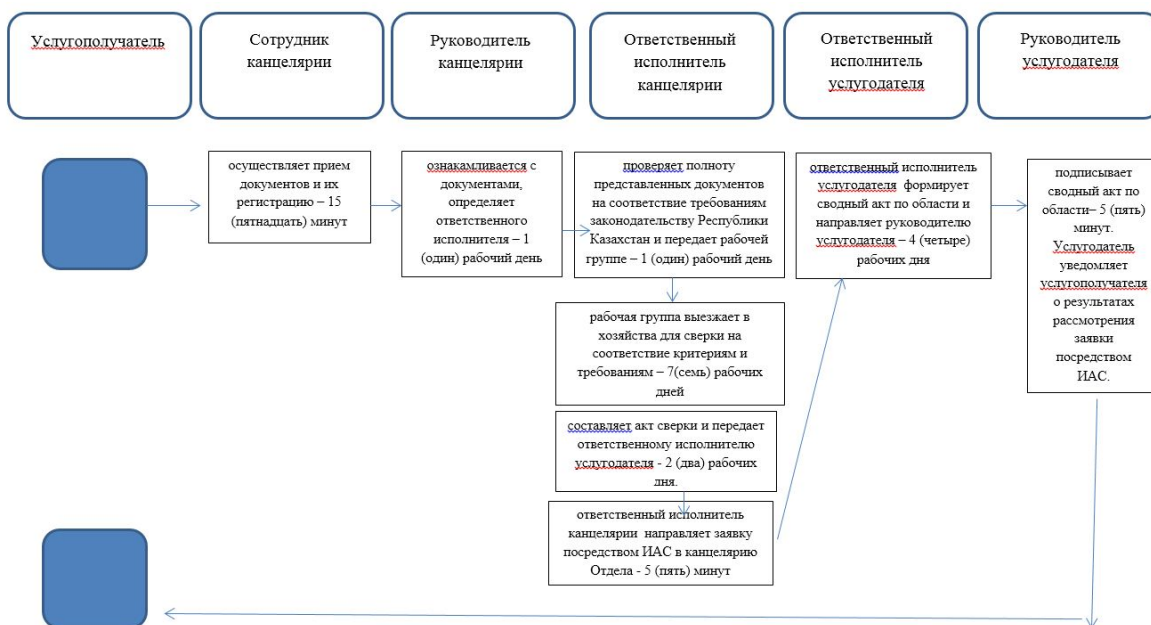 Услугополучатель
Сотрудник
канцелярии
Руководитель
канцелярии
Ответственный
исполнитель
канцелярии
Ответственный
исполнитель
услугодателя
Руководитель
услугодателя
осуществляет прием
документов и их
регистрацию – 15
(пятнадцать) минут
ознакамливается с
документами,
определяет
ответственного
исполнителя – 1
(один) рабочий день
проверяет полноту
представленных документов
на соответствие требованиям
законодательству Республики
Казахстан и передает рабочей
группе – 1 (один) рабочий день
рабочая группа выезжает в
хозяйства для сверки на
соответствие критериям и
требованиям – 7(семь) рабочих
дней
составляет акт сверки и передает
ответственному исполнителю
услугодателя - 2 (два) рабочих
дня.
ответственный исполнитель
канцелярии направляет заявку
посредством ИАС в канцелярию
Отдела - 5 (пять) минут
ответственный исполнитель
услугодателя формирует
сводный акт по области и
направляет руководителю
услугодателя – 4 (четыре)
рабочих дня
подписывает
сводный акт по
области– 5 (пять)
минут.
Услугодатель
уведомляет
услугополучателя
о результатах
рассмотрения
заявки
посредством
ИАС.